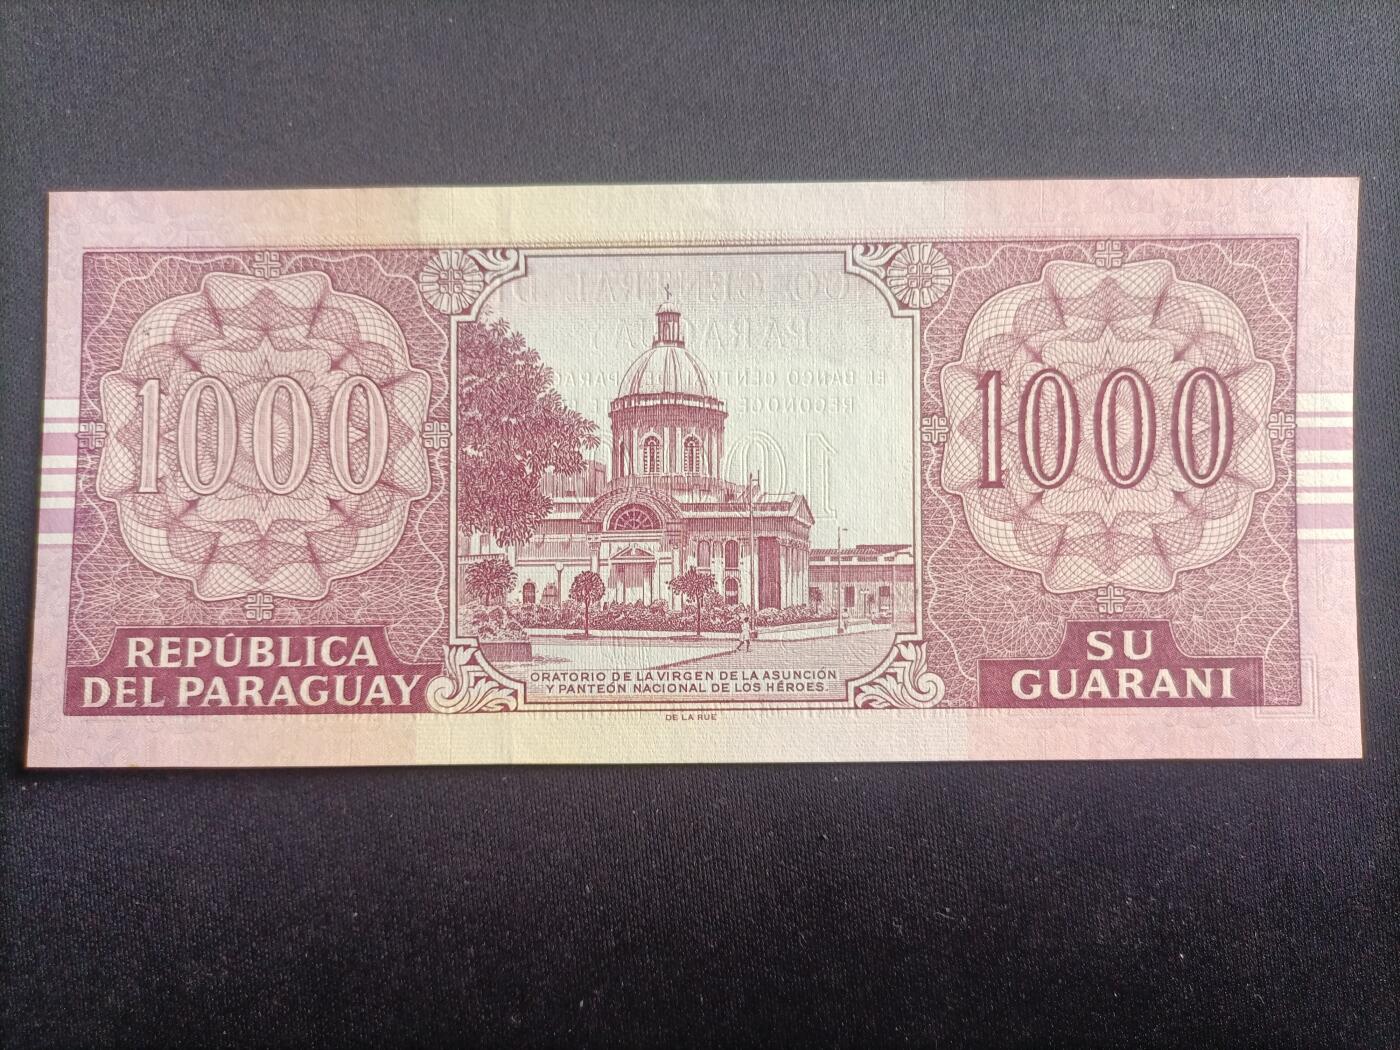 1000
1000
REPÚBLICA
DEL PARAGUAY
ORATORIO DE LA VIRGEN DE LA ASUNCIÓN
Y PANTEÓN NACIONAL DE LOS HÉROES.
SU
GUARANI
DE LA RUE